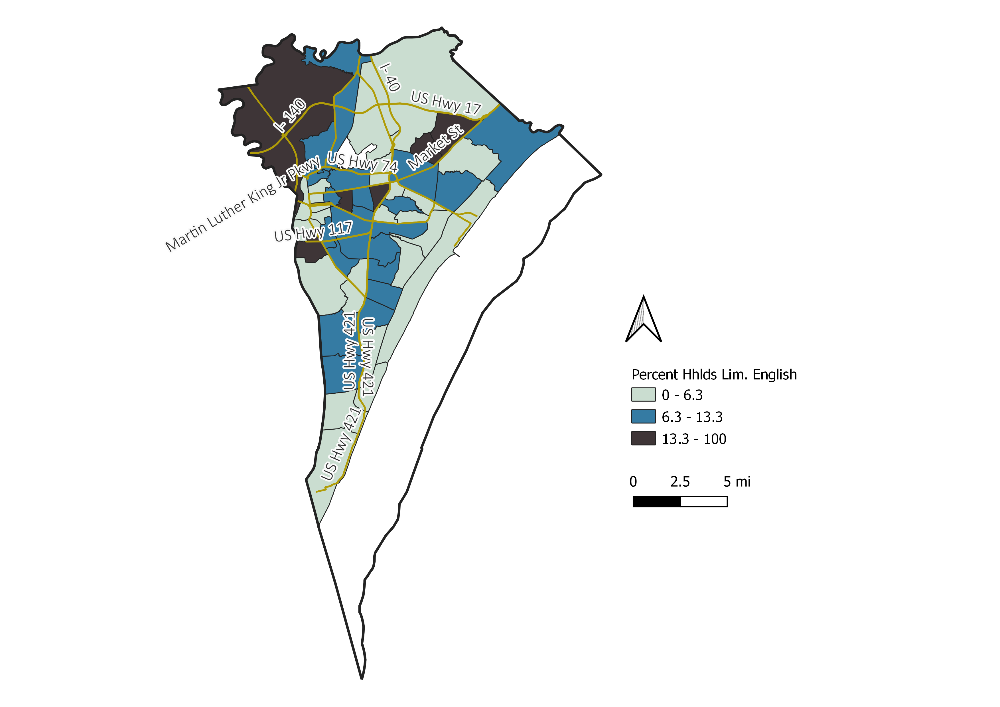 I- 40
US Hwy 17
I- 140
Market St
US Hwy 74
Martin Luther King Jr Pkwy
US Hwy 117
US Hwy 421
US Hwy 421
US Hwy 421
Percent Hhlds Lim. English
0 - 6.3
6.3 - 13.3
13.3 - 100
0 2.5 5 mi